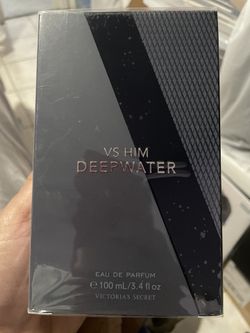 VS HIM
DEEPWATER
EAU DE PARFUM
℮ 100 mL/3.4 fl oz
VICTORIA'S SECRET